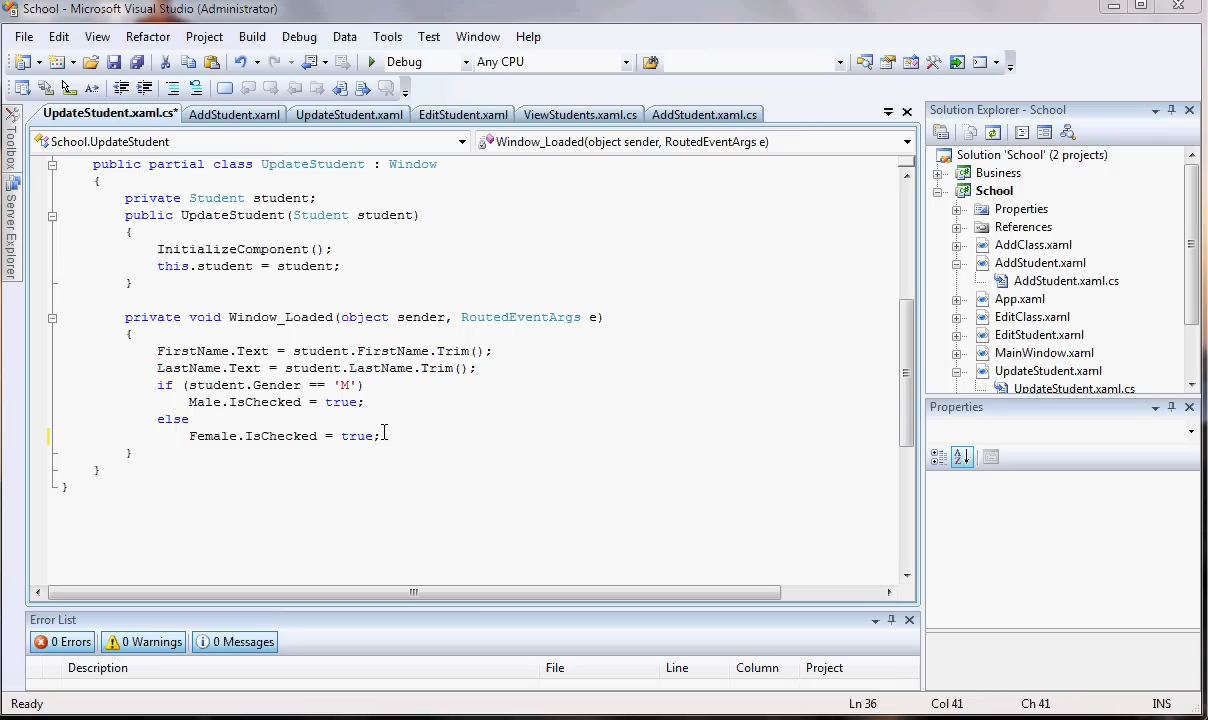 School - Microsoft Visual Studio (Administrator)
File Edit View Refactor Project Build Debug Data Tools Test Window Help
Debug Any CPU
UpdateStudent.xaml.cs* AddStudent.xaml UpdateStudent.xaml EditStudent.xaml ViewStudents.xaml.cs AddStudent.xaml.cs
School.UpdateStudent Window_Loaded(object sender, RoutedEventArgs e)
Toolbox
Server Explorer
public partial class UpdateStudent : Window
{
private Student student;
public UpdateStudent(Student student)
{
InitializeComponent();
this.student = student;
}
private void Window_Loaded(object sender, RoutedEventArgs e)
{
FirstName.Text = student.FirstName.Trim();
LastName.Text = student.LastName.Trim();
if (student.Gender == 'M')
Male.IsChecked = true;
else
Female.IsChecked = true;
}
}
}
Solution Explorer - School
Solution 'School' (2 projects)
Business
School
Properties
References
AddClass.xaml
AddStudent.xaml
AddStudent.xaml.cs
App.xaml
EditClass.xaml
EditStudent.xaml
MainWindow.xaml
UpdateStudent.xaml
UpdateStudent.xaml.cs
Properties
Error List
0 Errors 0 Warnings 0 Messages
Description File Line Column Project
Ready Ln 36 Col 41 Ch 41 INS